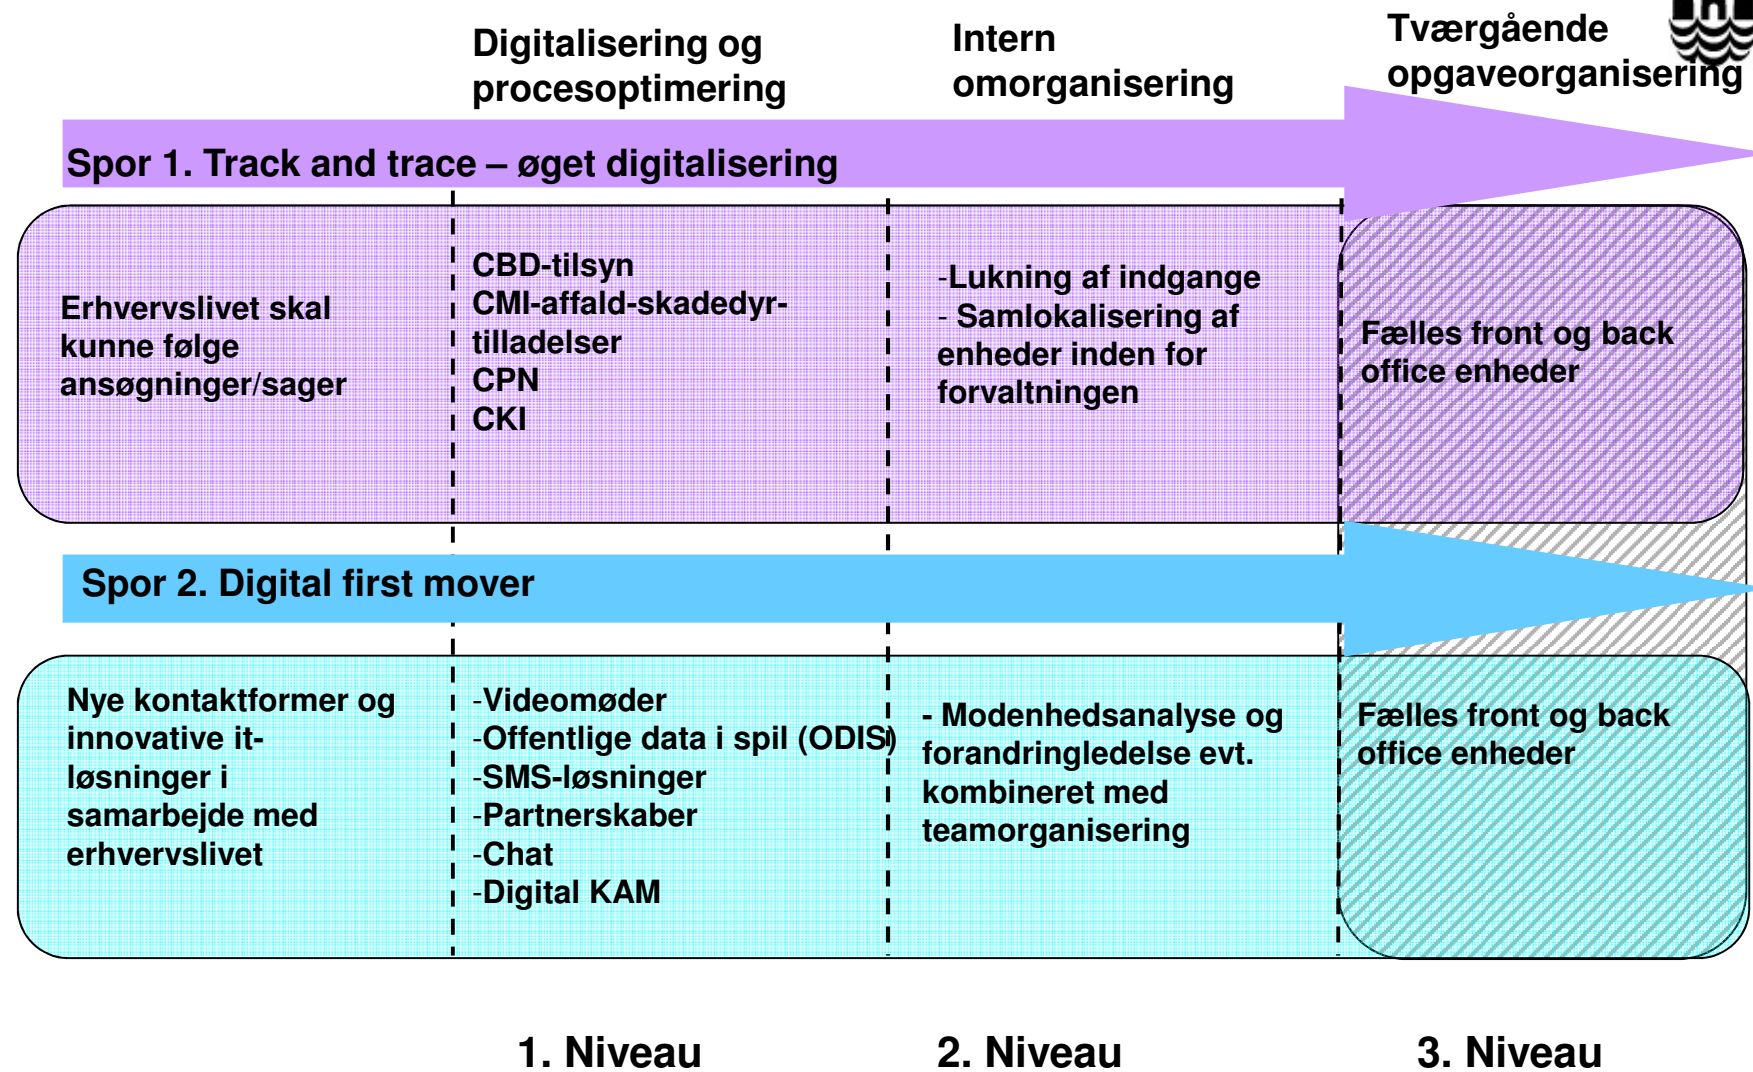 Digitalisering og
procesoptimering
Intern
omorganisering
Tværgående
opgaveorganisering
Spor 1. Track and trace – øget digitalisering
Erhvervslivet skal
kunne følge
ansøgninger/sager
CBD-tilsyn
CMI-affald-skadedyr-
tilladelser
CPN
CKI
-Lukning af indgange
- Samlokalisering af
enheder inden for
forvaltningen
Fælles front og back
office enheder
Spor 2. Digital first mover
Nye kontaktformer og
innovative it-
løsninger i
samarbejde med
erhvervslivet
-Videomøder
-Offentlige data i spil (ODIS)
-SMS-løsninger
-Partnerskaber
-Chat
-Digital KAM
- Modenhedsanalyse og
forandringledelse evt.
kombineret med
teamorganisering
Fælles front og back
office enheder
1. Niveau
2. Niveau
3. Niveau